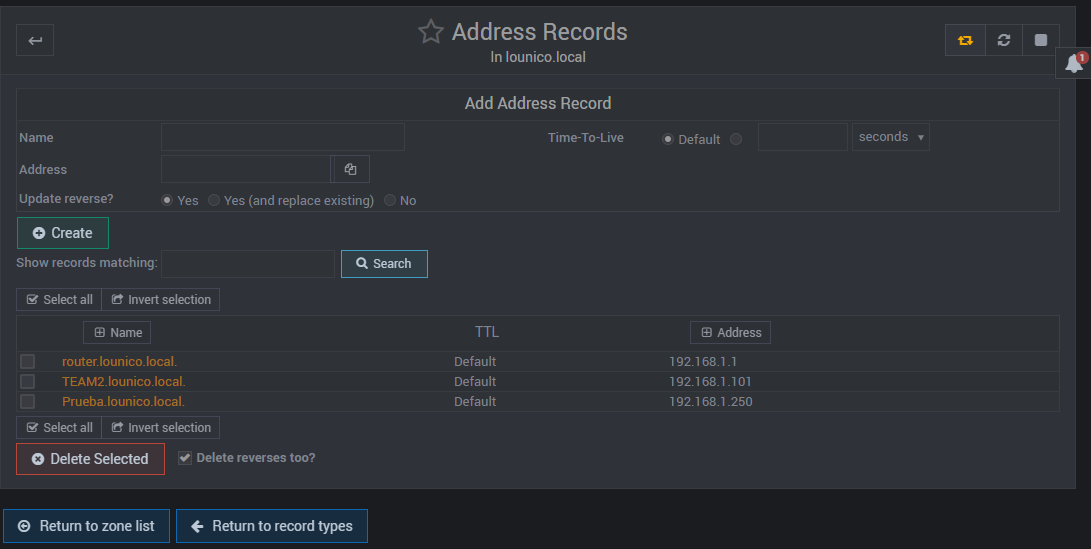 Address Records
In lounico.local
1
Add Address Record
Name
Time-To-Live Default seconds
Address
Update reverse? Yes Yes (and replace existing) No
Create
Show records matching: Search
Select all Invert selection
Name TTL Address
router.lounico.local. Default 192.168.1.1
TEAM2.lounico.local. Default 192.168.1.101
Prueba.lounico.local. Default 192.168.1.250
Select all Invert selection
Delete Selected Delete reverses too?
Return to zone list Return to record types